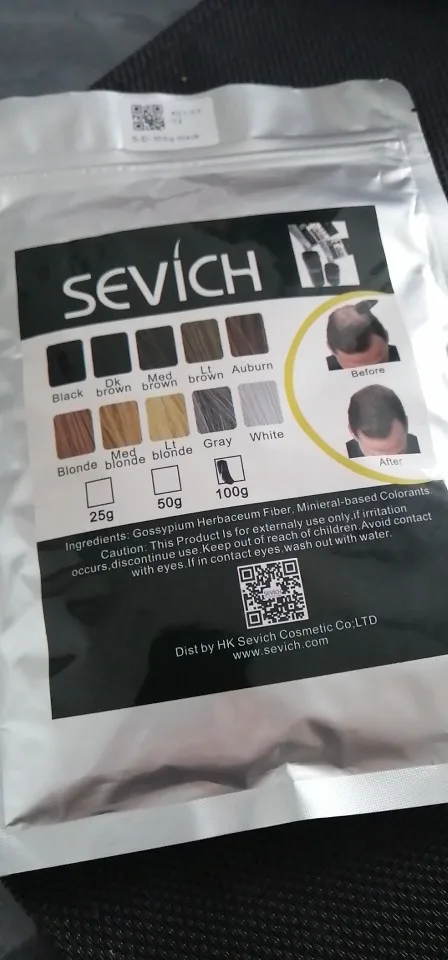 SEVICH
Black
Dk brown
Med brown
Lt brown
Auburn
Blonde
Med blonde
Lt blonde
Gray
White
25g
50g
100g
Before
After
Ingredients: Gossypium Herbaceum Fiber, Minieral-based Colorants
Caution: This Product Is for externaly use only,if irritation
occurs,discontinue use.Keep out of reach of children.Avoid contact
with eyes.If in contact eyes,wash out with water.
SEVICH
Dist by HK Sevich Cosmetic Co;LTD
www.sevich.com